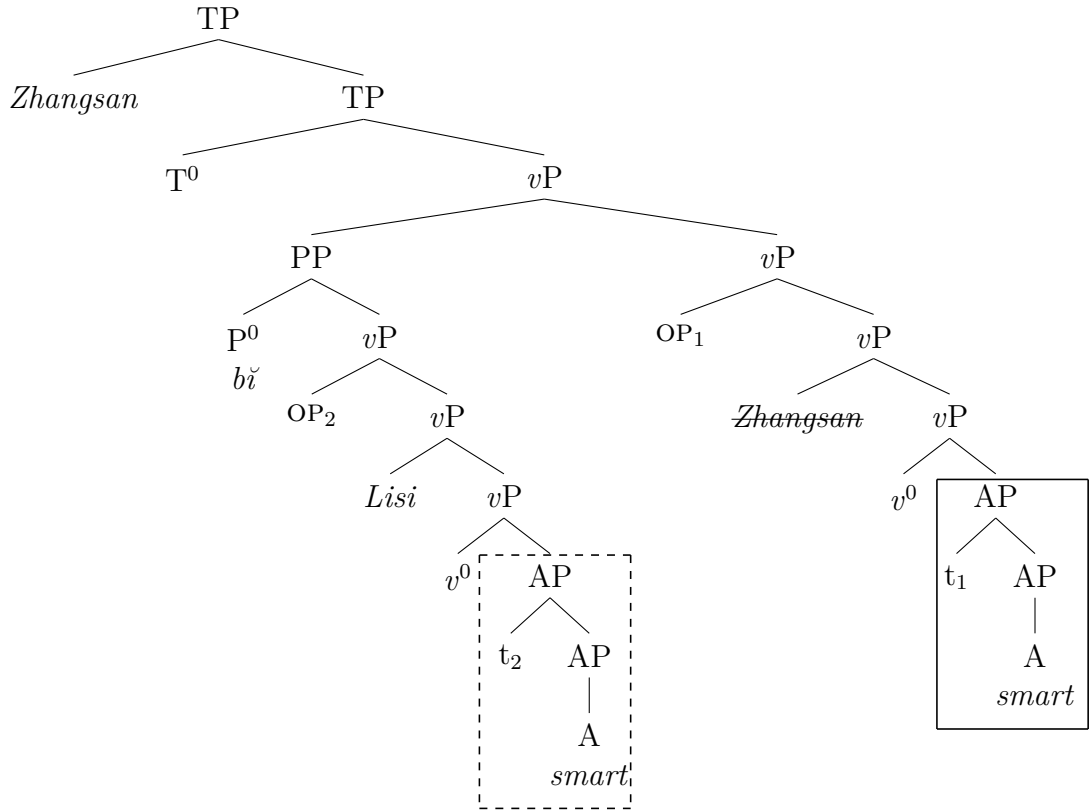 TP
Zhangsan TP
T⁰ vP
PP vP
P⁰ vP OP₁ vP
bĭ
OP₂ vP Zhangsan vP
Lisi vP v⁰ AP
v⁰ AP t₁ AP
t₂ AP A
smart
A
smart